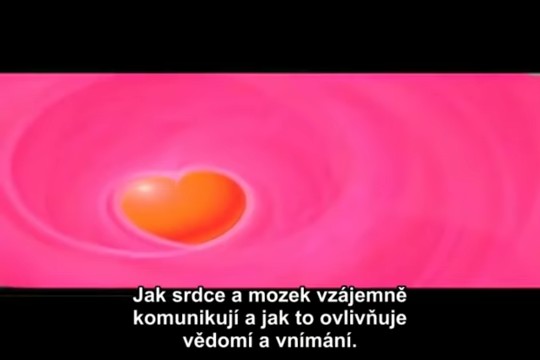 Jak srdce a mozek vzájemně
komunikují a jak to ovlivňuje
vědomí a vnímání.